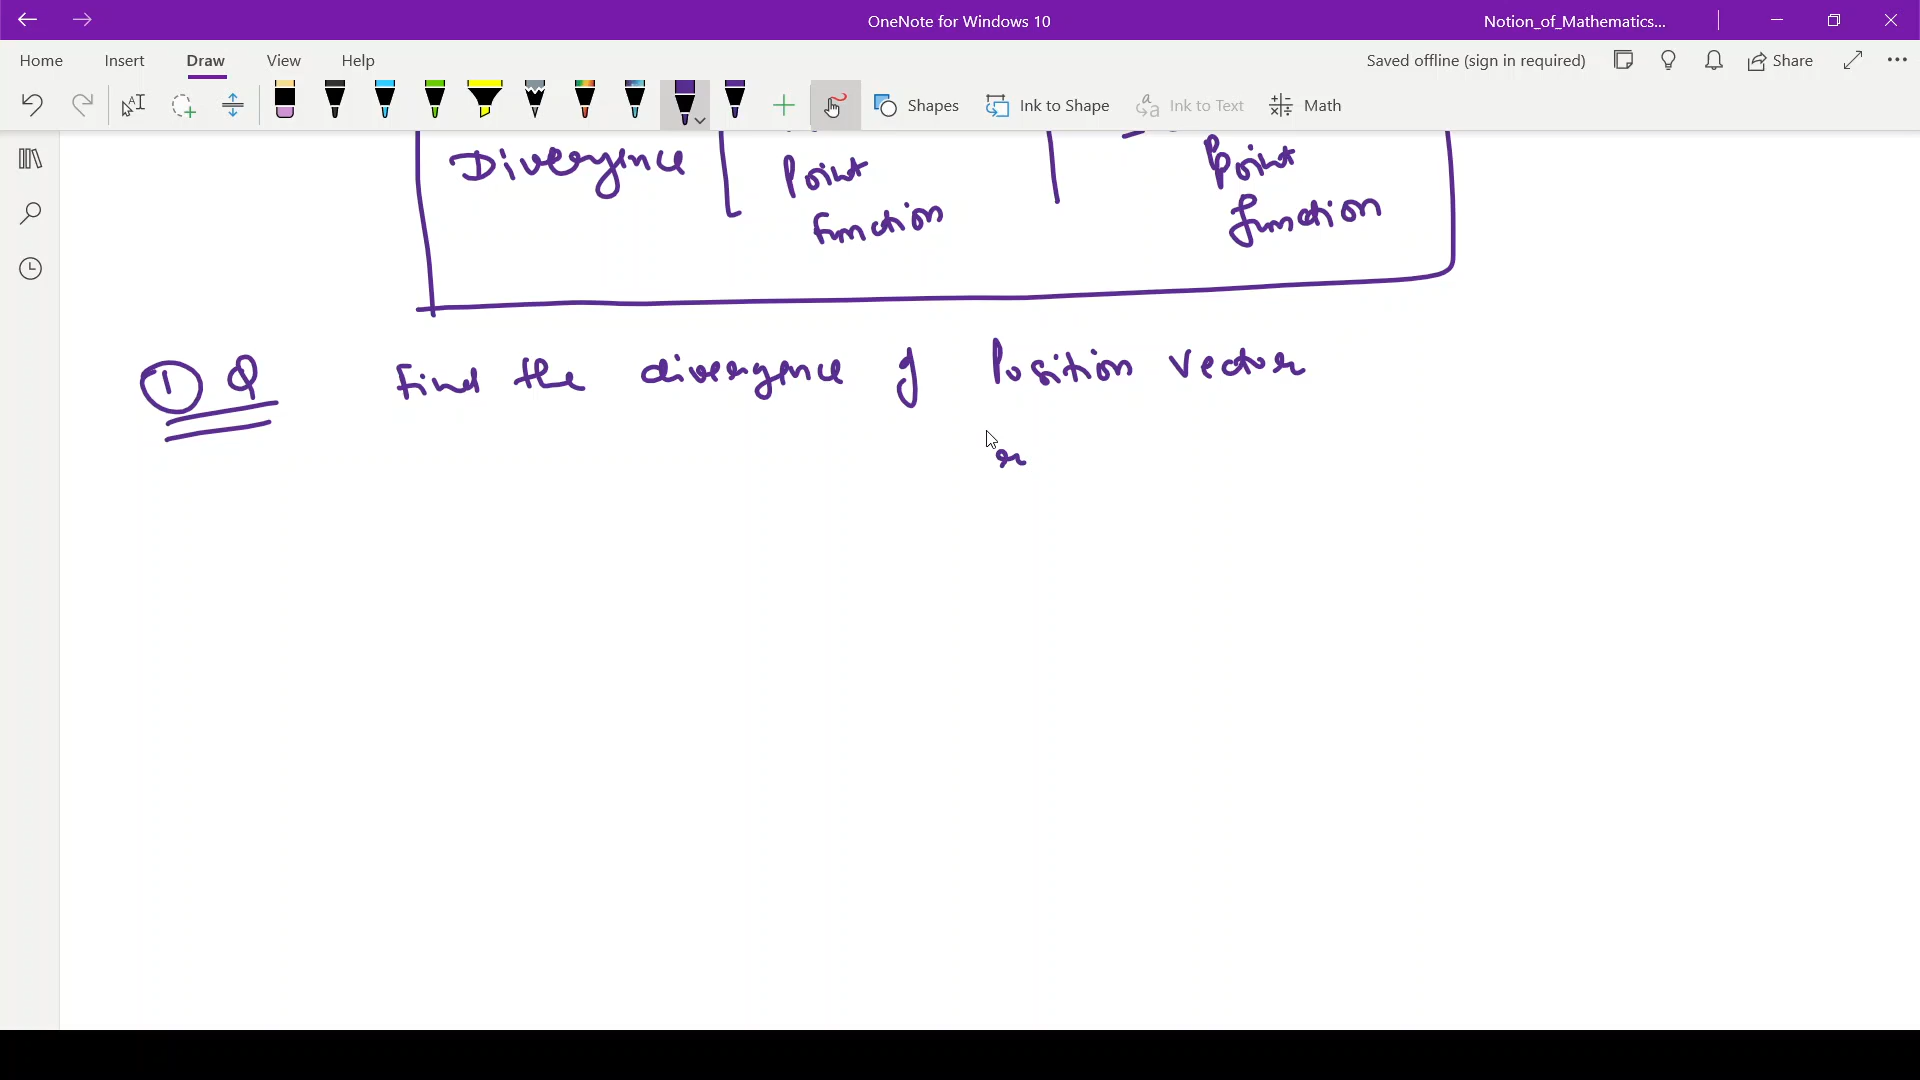 OneNote for Windows 10
Notion_of_Mathematics...
Home Insert Draw View Help
Saved offline (sign in required) Share
Shapes Ink to Shape Ink to Text Math
Divergence Point Point
function function
① Q Find the divergence of Position Vector
r